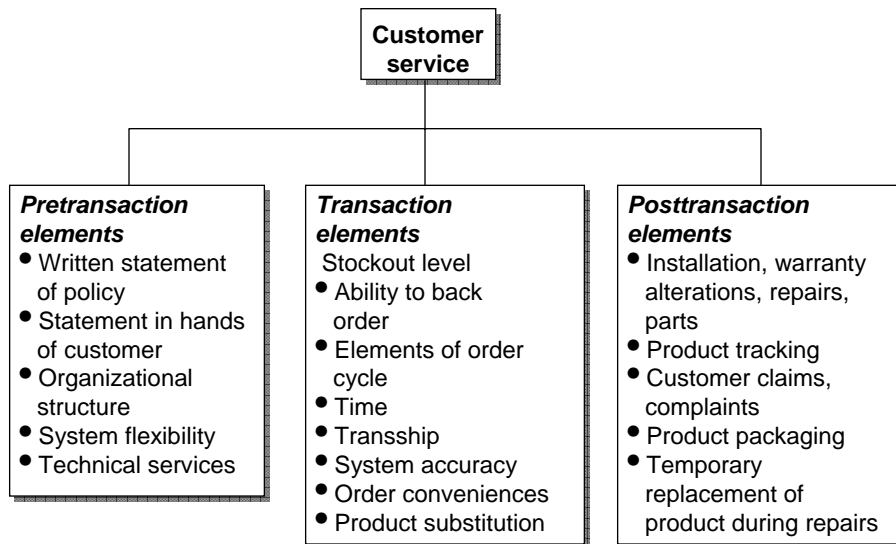 Customer
service
Pretransaction
elements
• Written statement
of policy
• Statement in hands
of customer
• Organizational
structure
• System flexibility
• Technical services
Transaction
elements
Stockout level
• Ability to back
order
• Elements of order
cycle
• Time
• Transship
• System accuracy
• Order conveniences
• Product substitution
Posttransaction
elements
• Installation, warranty
alterations, repairs,
parts
• Product tracking
• Customer claims,
complaints
• Product packaging
• Temporary
replacement of
product during repairs